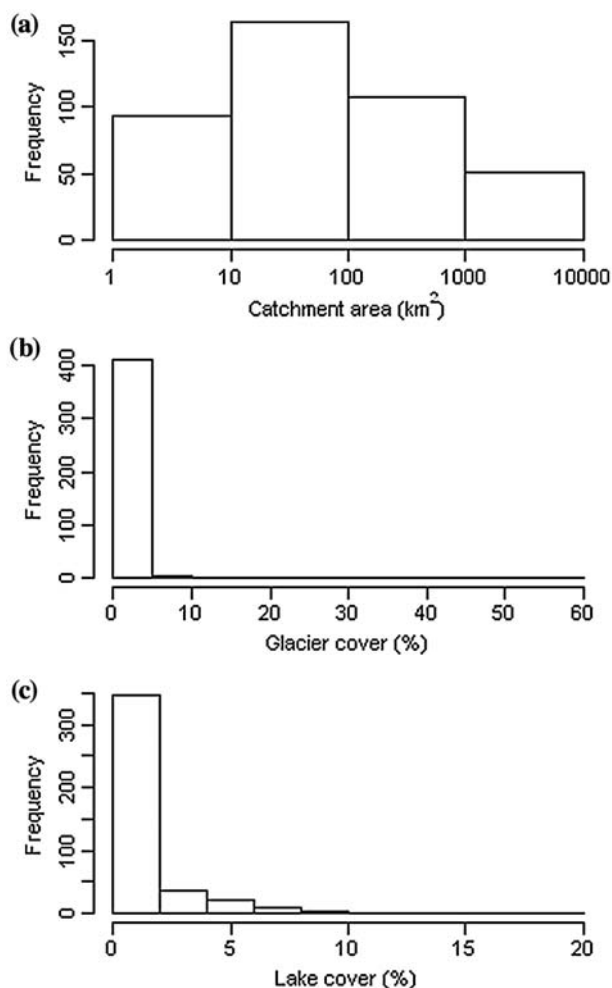 (a)
150
100
50
0
Frequency
1 10 100 1000 10000
Catchment area (km²)
(b)
400
300
200
100
0
Frequency
0 10 20 30 40 50 60
Glacier cover (%)
(c)
300
200
100
0
Frequency
0 5 10 15 20
Lake cover (%)